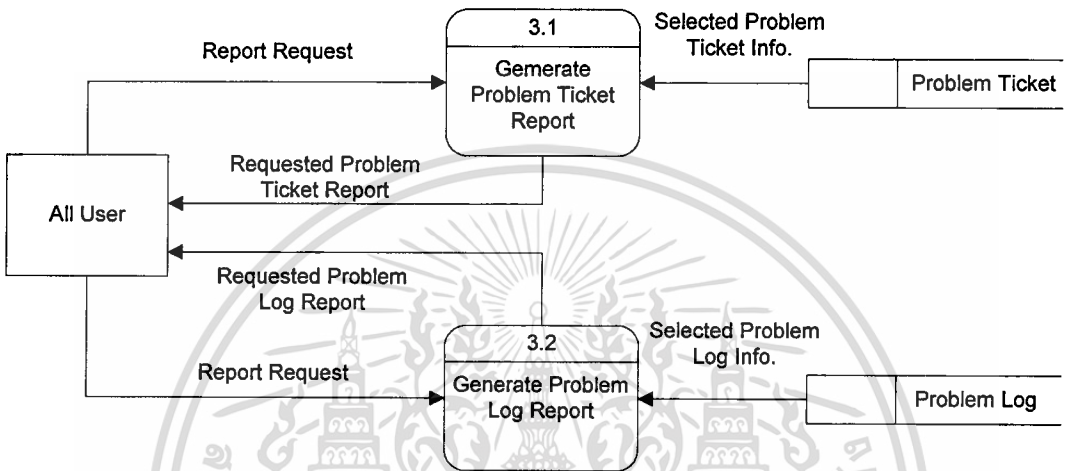 3.1
Gemerate
Problem Ticket
Report
Report Request
Selected Problem
Ticket Info.
Problem Ticket
Requested Problem
Ticket Report
All User
Requested Problem
Log Report
3.2
Generate Problem
Log Report
Report Request
Selected Problem
Log Info.
Problem Log